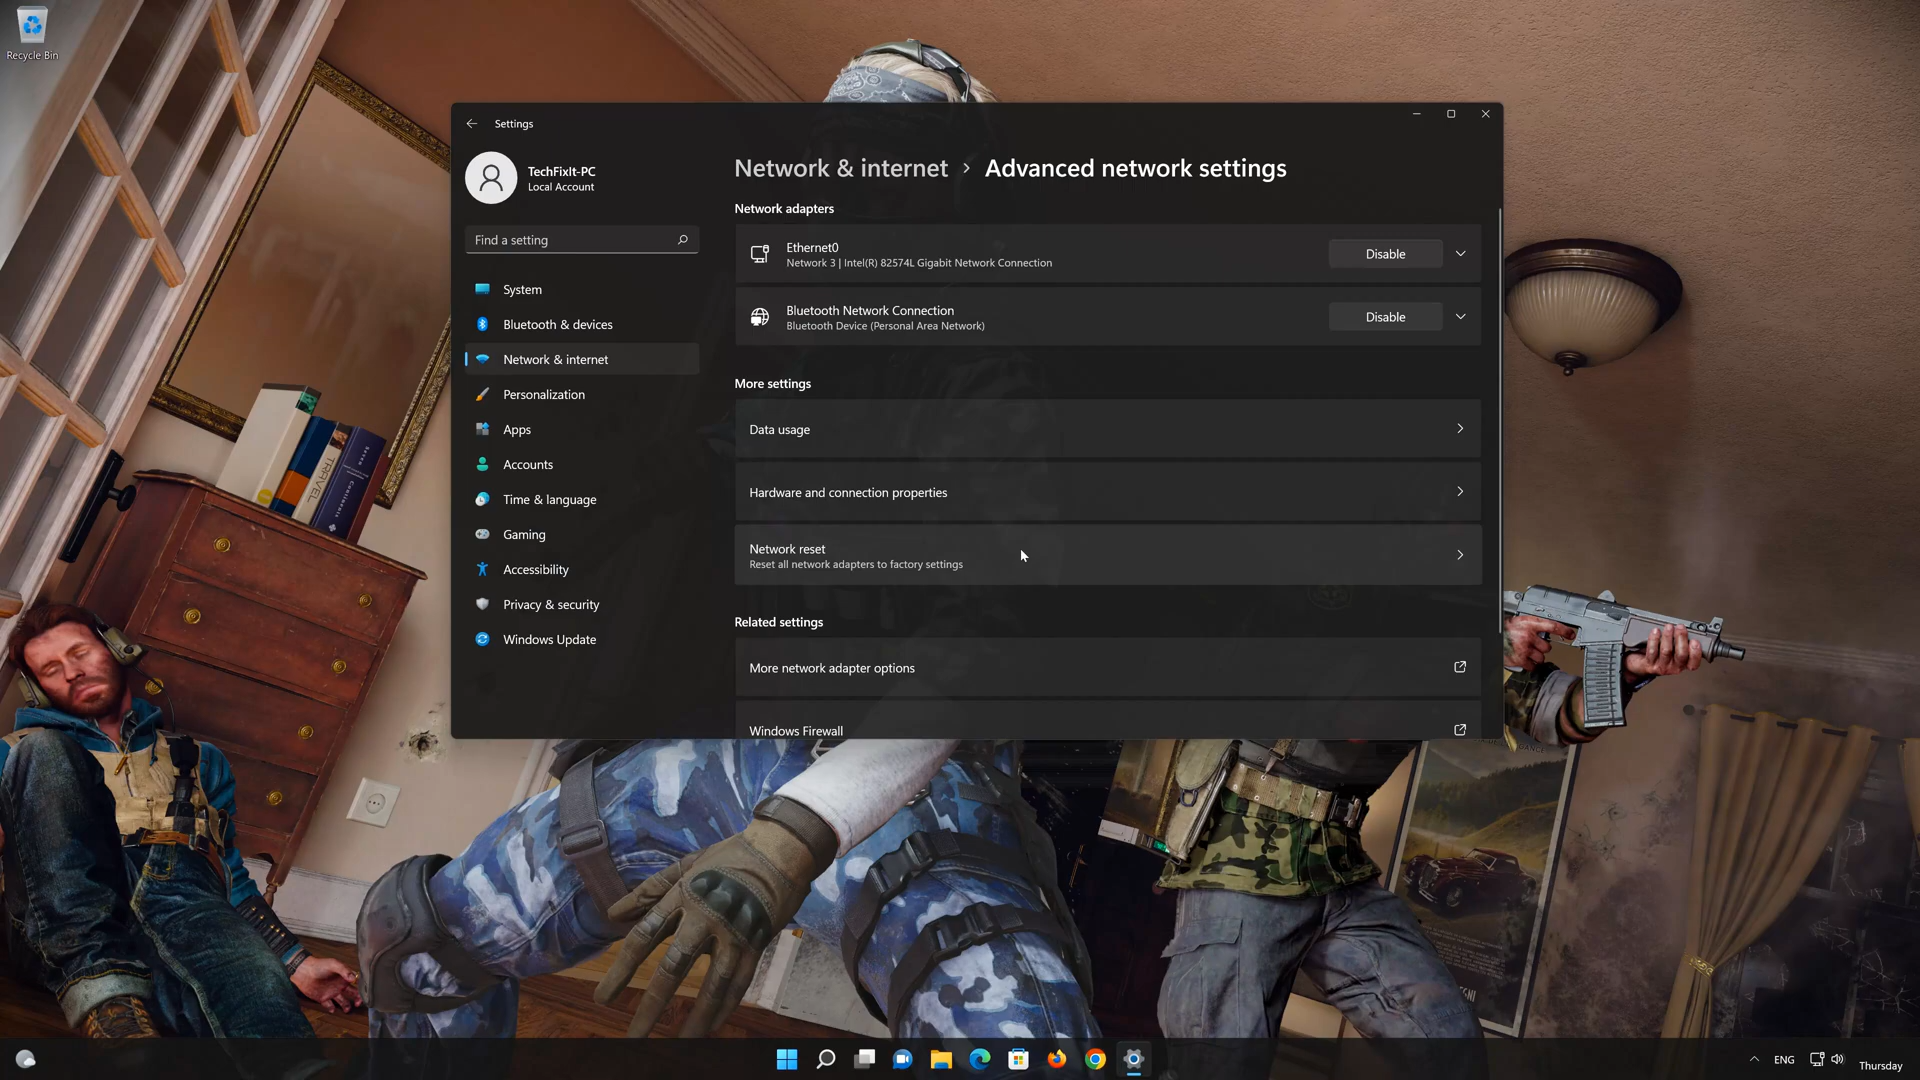 Recycle Bin
Settings
TechFixIt-PC
Local Account
Find a setting
System
Bluetooth & devices
Network & internet
Personalization
Apps
Accounts
Time & language
Gaming
Accessibility
Privacy & security
Windows Update
Network & internet > Advanced network settings
Network adapters
Ethernet0
Network 3 | Intel(R) 82574L Gigabit Network Connection
Disable
Bluetooth Network Connection
Bluetooth Device (Personal Area Network)
Disable
More settings
Data usage
Hardware and connection properties
Network reset
Reset all network adapters to factory settings
Related settings
More network adapter options
Windows Firewall
TRAVEL
ENG
Thursday